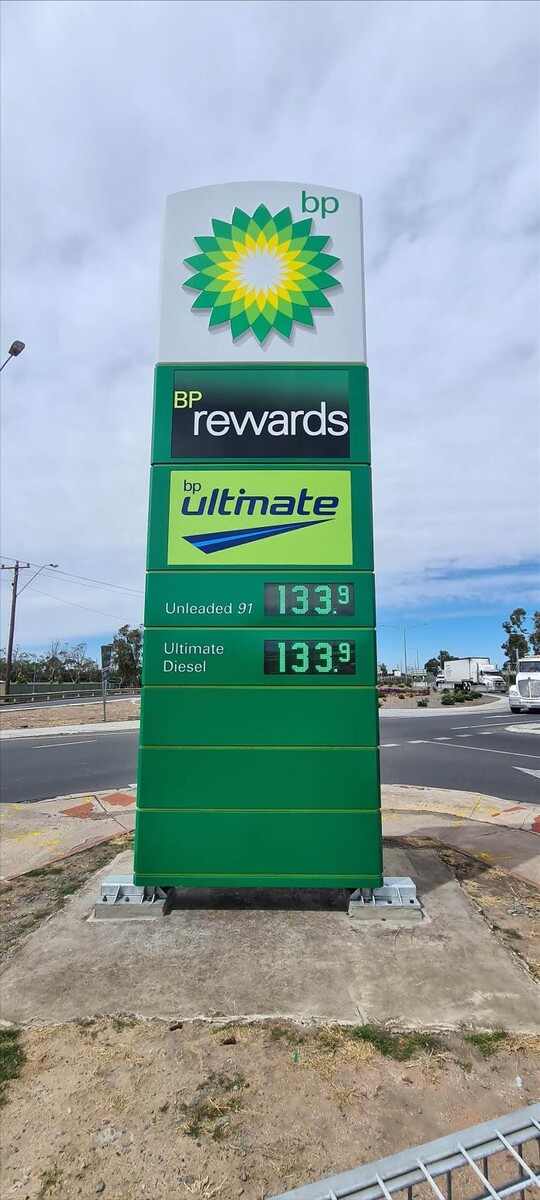 bp
BP
rewards
bp
ultimate
Unleaded 91 133.9
Ultimate
Diesel 133.9